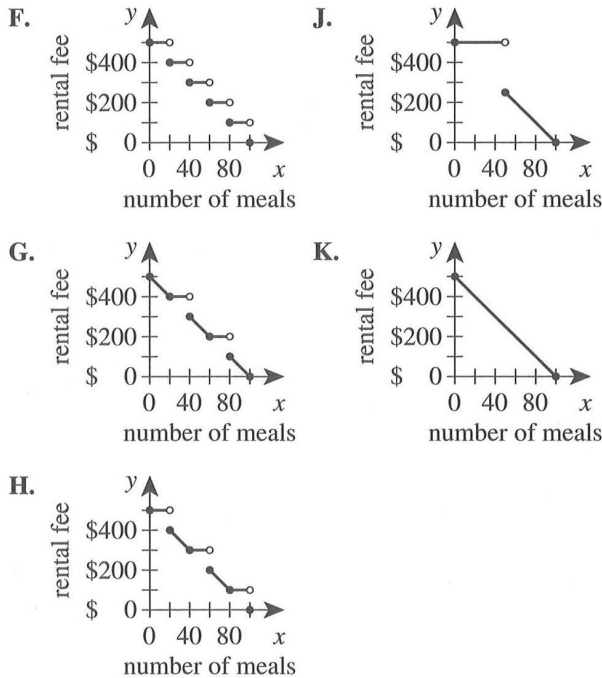 F.
y
rental fee
$400
$200
$ 0
0 40 80 x
number of meals
G.
y
rental fee
$400
$200
$ 0
0 40 80 x
number of meals
H.
y
rental fee
$400
$200
$ 0
0 40 80 x
number of meals
J.
y
rental fee
$400
$200
$ 0
0 40 80 x
number of meals
K.
y
rental fee
$400
$200
$ 0
0 40 80 x
number of meals